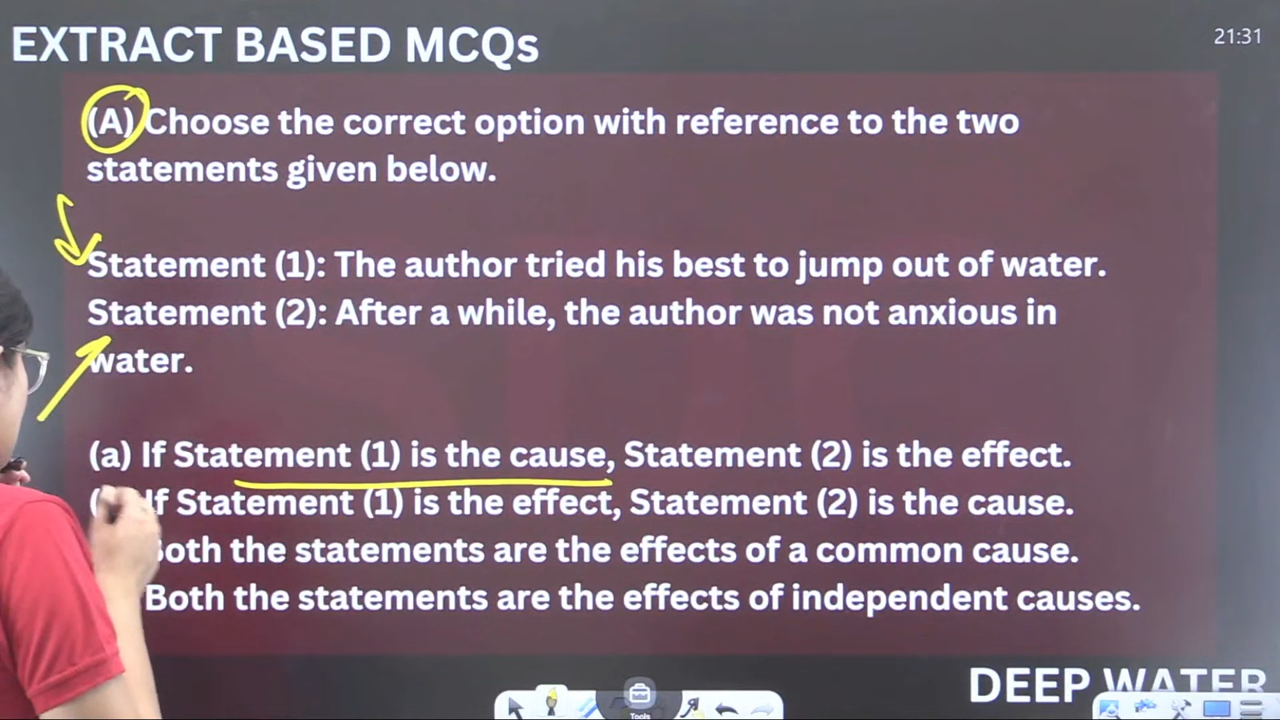 EXTRACT BASED MCQs
21:31
(A) Choose the correct option with reference to the two
statements given below.
Statement (1): The author tried his best to jump out of water.
Statement (2): After a while, the author was not anxious in
water.
(a) If Statement (1) is the cause, Statement (2) is the effect.
If Statement (1) is the effect, Statement (2) is the cause.
Both the statements are the effects of a common cause.
Both the statements are the effects of independent causes.
DEEP WATER
Tools